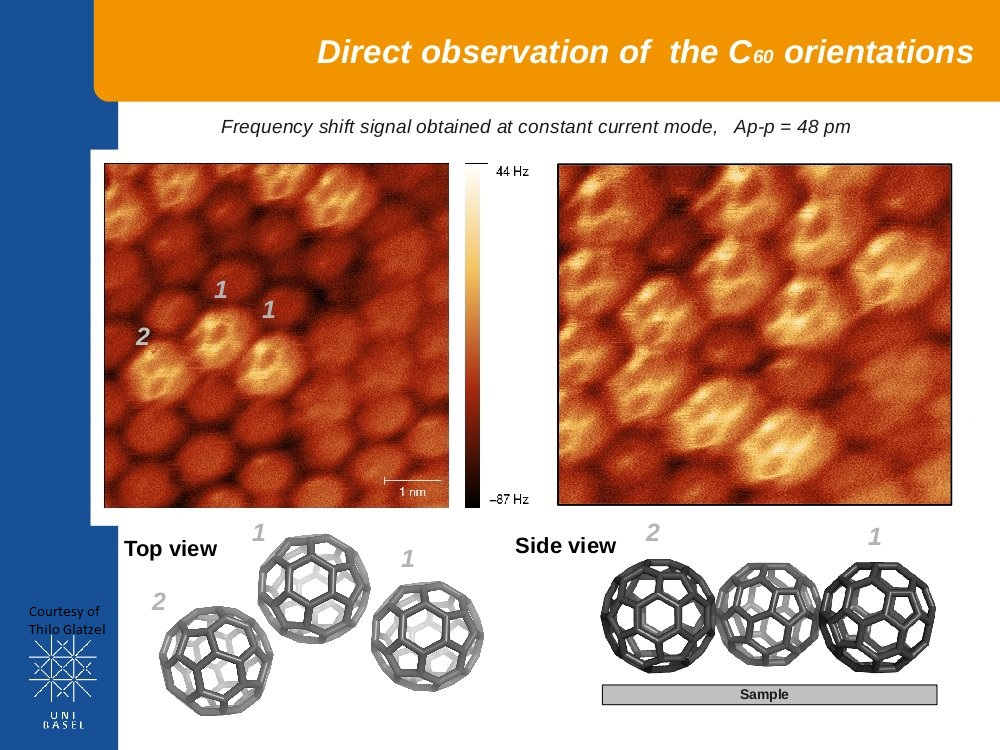 Direct observation of the C60 orientations
Frequency shift signal obtained at constant current mode, Ap-p = 48 pm
44 Hz
1
1
2
1 nm
–87 Hz
Top view
1
1
2
Side view
2
1
Sample
Courtesy of
Thilo Glatzel
UNI
BASEL